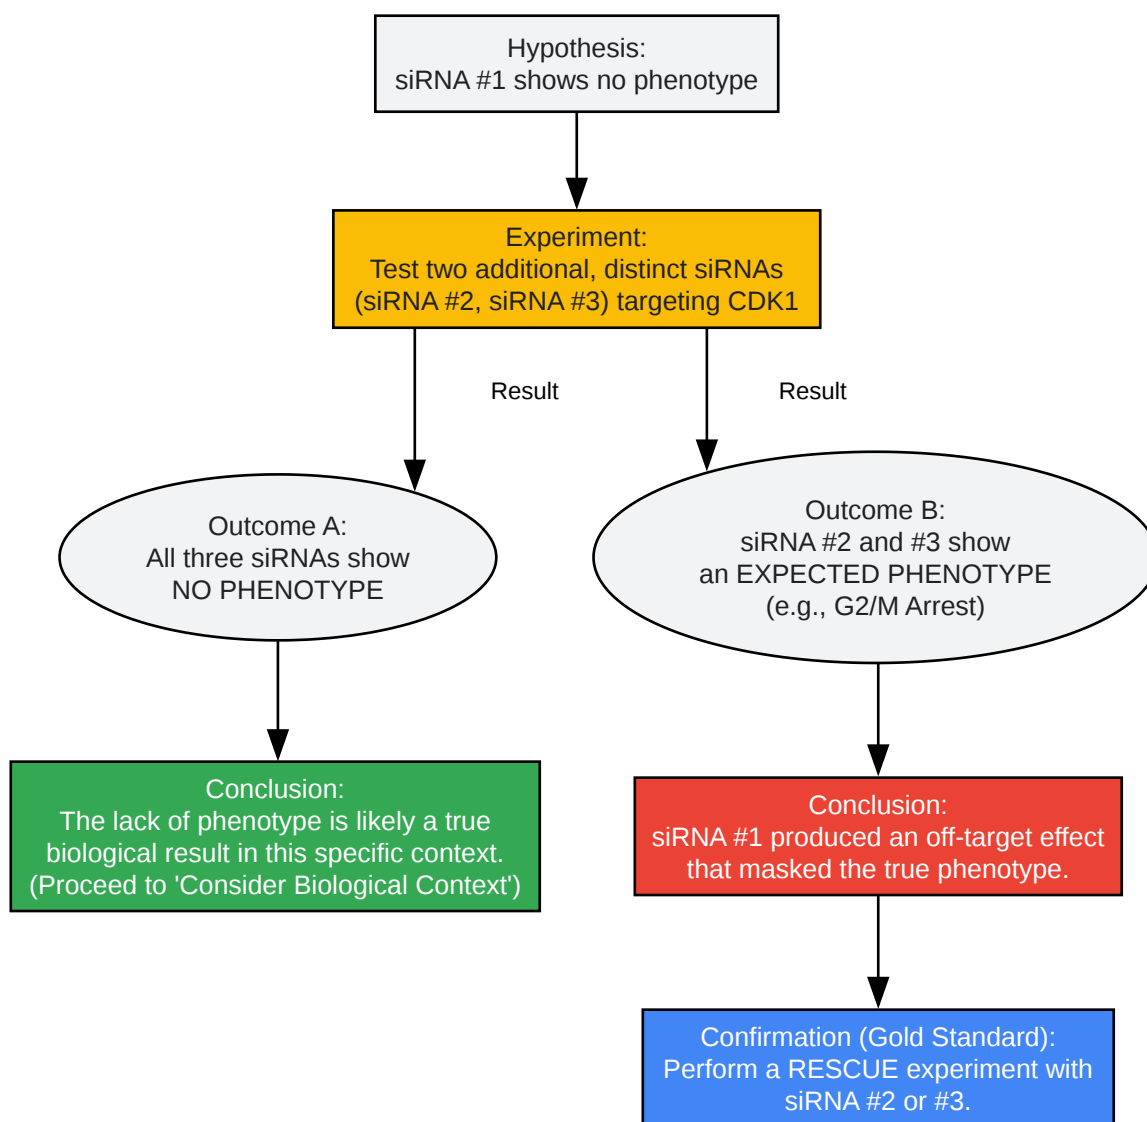 Hypothesis:
siRNA #1 shows no phenotype
Experiment:
Test two additional, distinct siRNAs
(siRNA #2, siRNA #3) targeting CDK1
Result
Result
Outcome A:
All three siRNAs show
NO PHENOTYPE
Outcome B:
siRNA #2 and #3 show
an EXPECTED PHENOTYPE
(e.g., G2/M Arrest)
Conclusion:
The lack of phenotype is likely a true
biological result in this specific context.
(Proceed to 'Consider Biological Context')
Conclusion:
siRNA #1 produced an off-target effect
that masked the true phenotype.
Confirmation (Gold Standard):
Perform a RESCUE experiment with
siRNA #2 or #3.